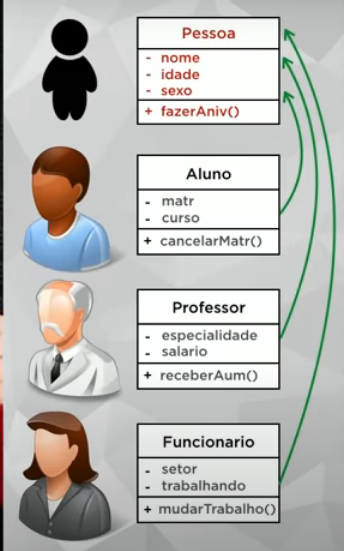 Pessoa
- nome
- idade
- sexo
+ fazerAniv()
Aluno
- matr
- curso
+ cancelarMatr()
Professor
- especialidade
- salario
+ receberAum()
Funcionario
- setor
- trabalhando
+ mudarTrabalho()